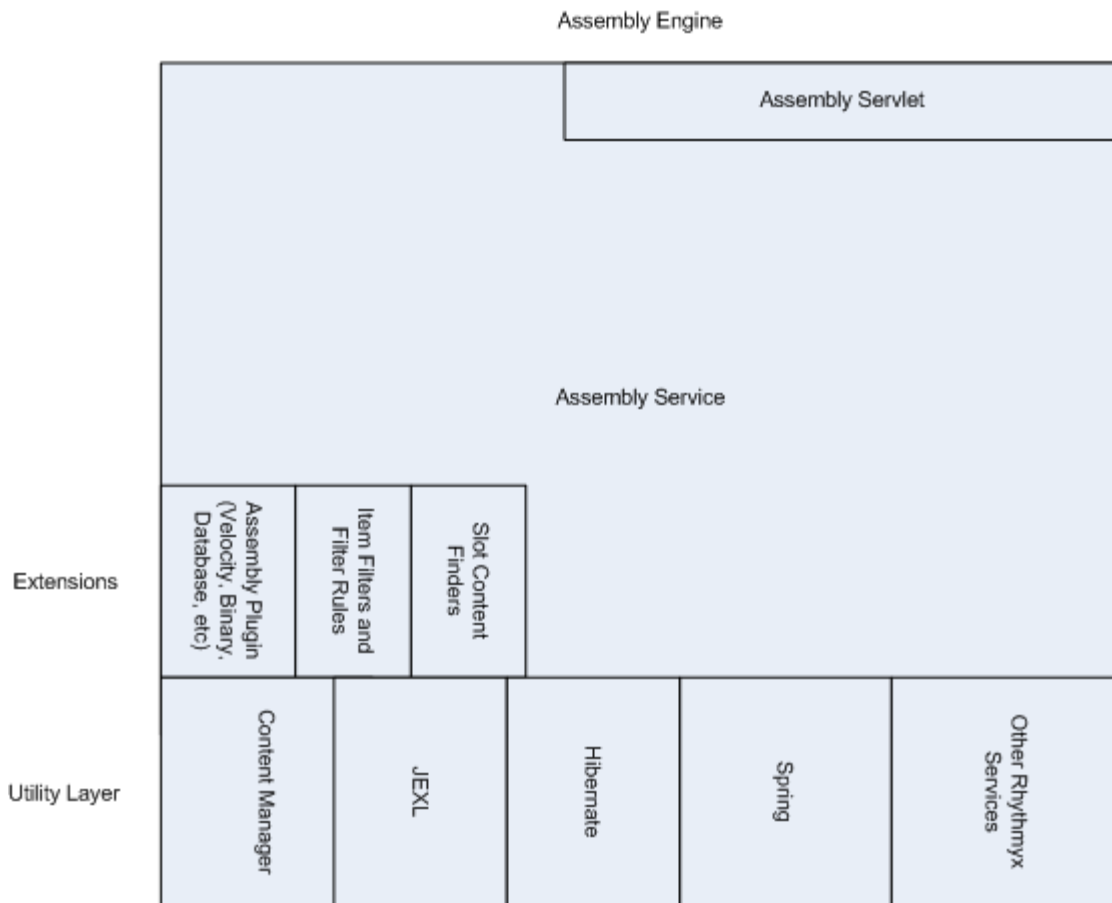 Assembly Engine
Assembly Servlet
Assembly Service
Extensions
Assembly Plugin
(Velocity, Binary,
Database, etc)
Item Filters and
Filter Rules
Slot Content
Finders
Utility Layer
Content Manager
JEXL
Hibernate
Spring
Other Rhythmyx
Services